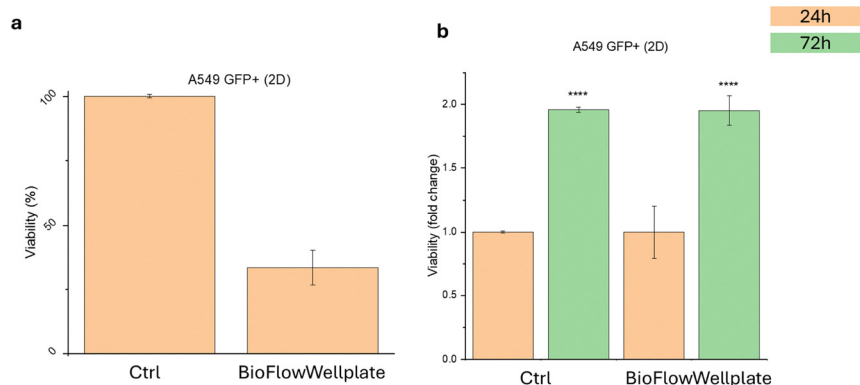 a
A549 GFP+ (2D)
Viability (%)
100
50
0
Ctrl
BioFlowWellplate
b
24h
72h
A549 GFP+ (2D)
Viability (fold change)
2.0
1.5
1.0
0.5
0.0
****
****
Ctrl
BioFlowWellplate